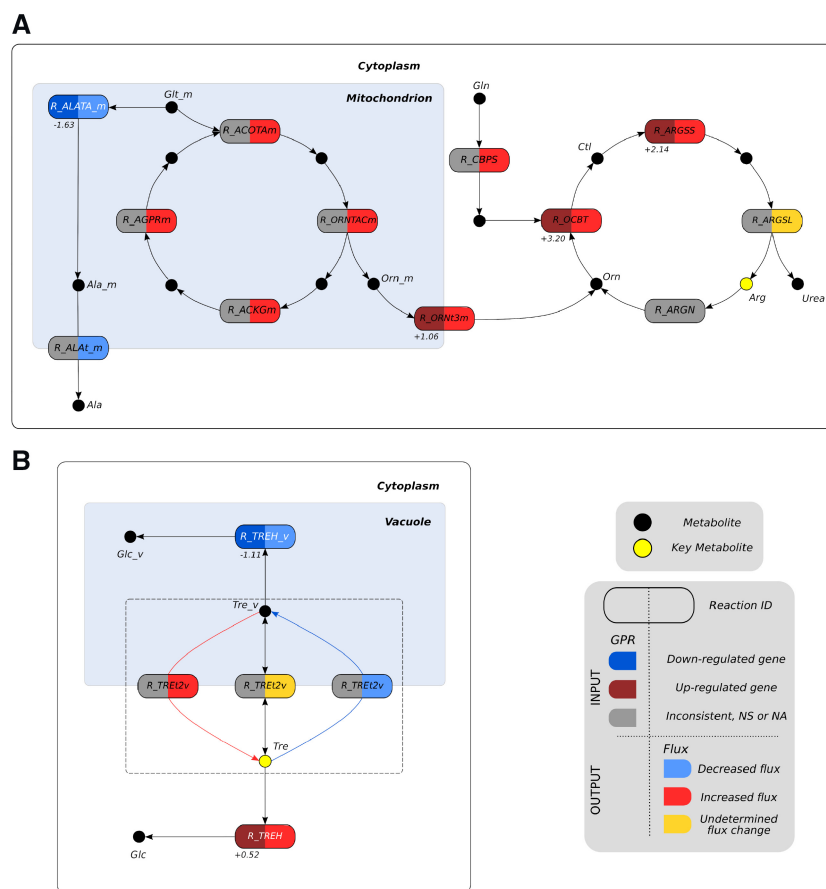 A
Cytoplasm
Mitochondrion
Glt_m
Gln
R_ALATA_m
-1.63
R_ACOTAm
R_ARGSS
+2.14
Ctl
R_CBPS
R_AGPRm
R_ORNTACm
R_OCBT
+3.20
R_ARGSL
Ala_m
Orn_m
Orn
Arg
Urea
R_ACKGm
R_ORNt3m
+1.06
R_ARGN
R_ALAt_m
Ala
B
Cytoplasm
Vacuole
Glc_v
R_TREH_v
-1.11
Tre_v
R_TREt2v
R_TREt2v
R_TREt2v
Tre
Glc
R_TREH
+0.52
Metabolite
Key Metabolite
Reaction ID
GPR
INPUT
Down-regulated gene
Up-regulated gene
Inconsistent, NS or NA
OUTPUT
Flux
Decreased flux
Increased flux
Undetermined
flux change